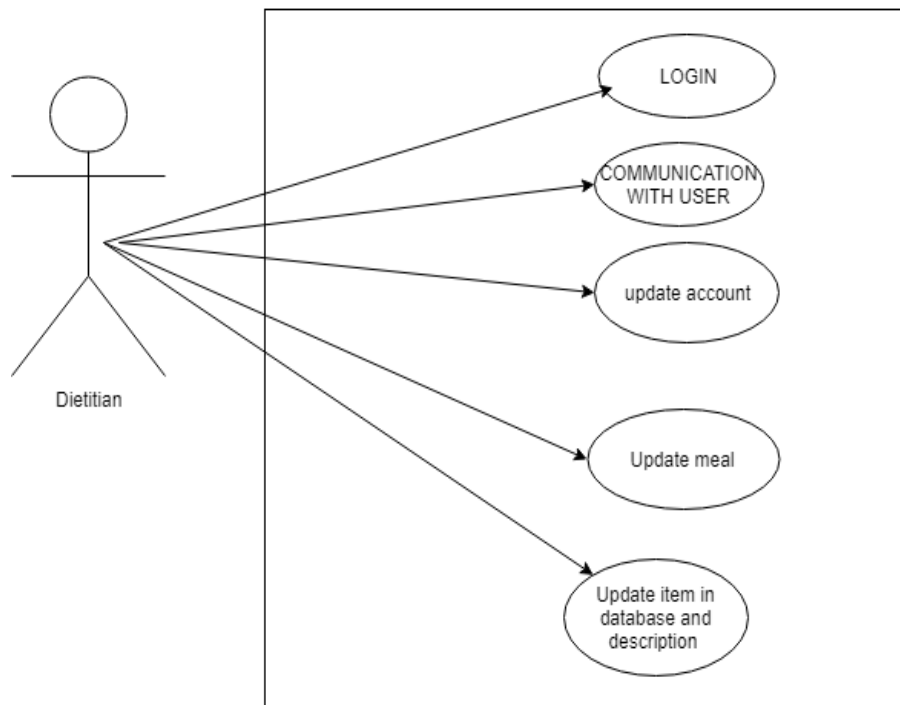 LOGIN
COMMUNICATION
WITH USER
update account
Dietitian
Update meal
Update item in
database and
description